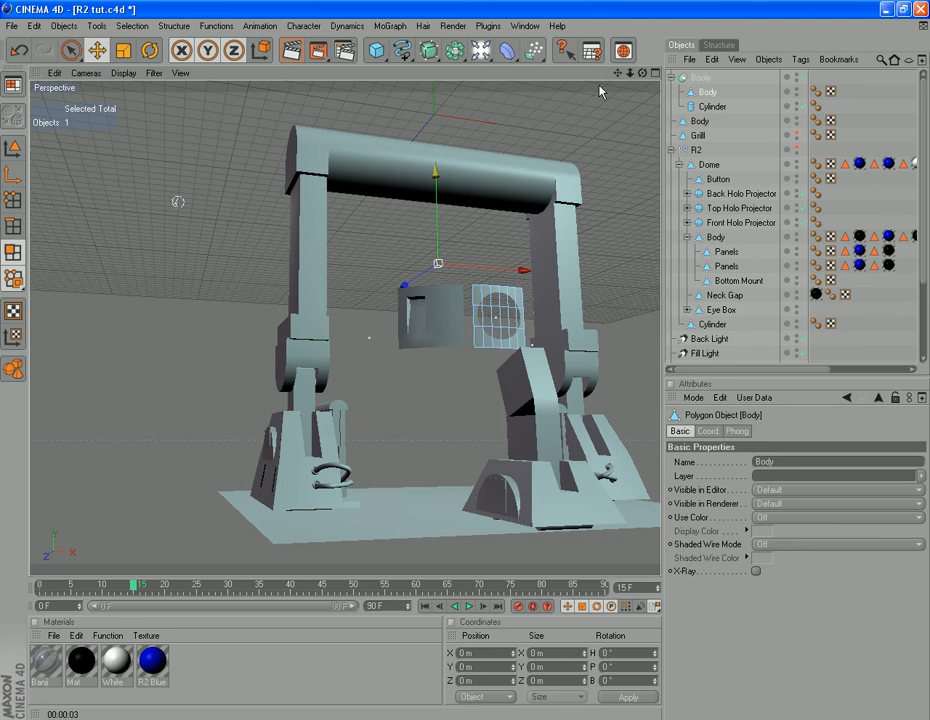 CINEMA 4D - [R2 tut.c4d *]
File Edit Objects Tools Selection Structure Functions Animation Character Dynamics MoGraph Hair Render Plugins Window Help
X Y Z
Edit Cameras Display Filter View
Perspective
Selected Total
Objects 1
Y
Z X
Objects Structure
File Edit View Objects Tags Bookmarks
Boole
Body
Cylinder
Body
Grill
R2
Dome
Button
Back Holo Projector
Top Holo Projector
Front Holo Projector
Body
Panels
Panels
Bottom Mount
Neck Gap
Eye Box
Cylinder
Back Light
Fill Light
Attributes
Mode Edit User Data
Polygon Object [Body]
Basic Coord. Phong
Basic Properties
Name Body
Layer
Visible in Editor Default
Visible in Renderer Default
Use Color Off
Display Color
Shaded Wire Mode Off
Shaded Wire Color
X-Ray
0 5 10 15 20 25 30 35 40 45 50 55 60 65 70 75 80 85 90 15 F
0 F 0 F 90 F 90 F
Materials
File Edit Function Texture
Banji Mat White R2 Blue
Coordinates
Position Size Rotation
X 0 m X 0 m H 0 °
Y 0 m Y 0 m P 0 °
Z 0 m Z 0 m B 0 °
Object Size Apply
MAXON CINEMA 4D
00:00:03